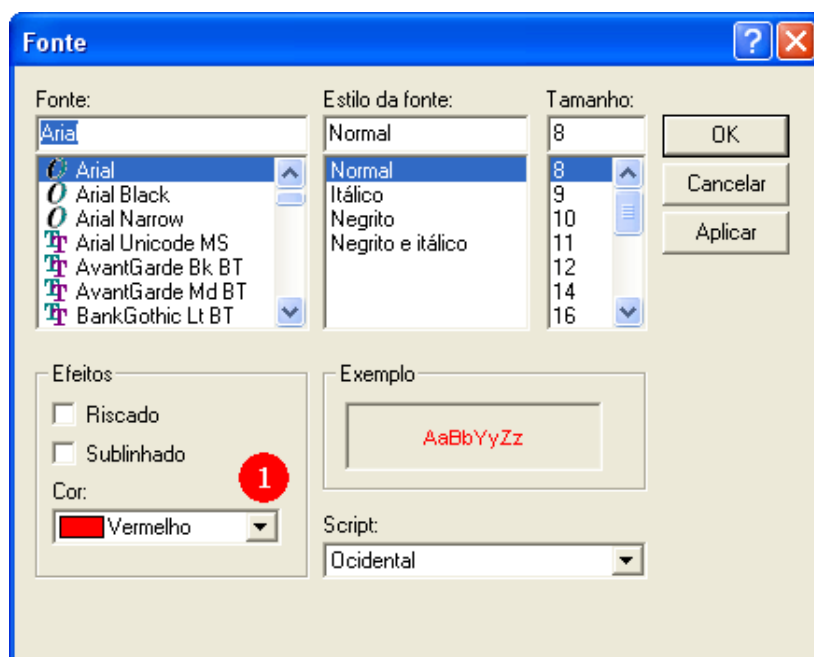 Fonte
Fonte:
Arial
Arial
Arial Black
Arial Narrow
Arial Unicode MS
AvantGarde Bk BT
AvantGarde Md BT
BankGothic Lt BT
Estilo da fonte:
Normal
Normal
Itálico
Negrito
Negrito e itálico
Tamanho:
8
8
9
10
11
12
14
16
OK
Cancelar
Aplicar
Efeitos
Riscado
Sublinhado
1
Cor:
Vermelho
Exemplo
AaBbYyZz
Script:
Ocidental